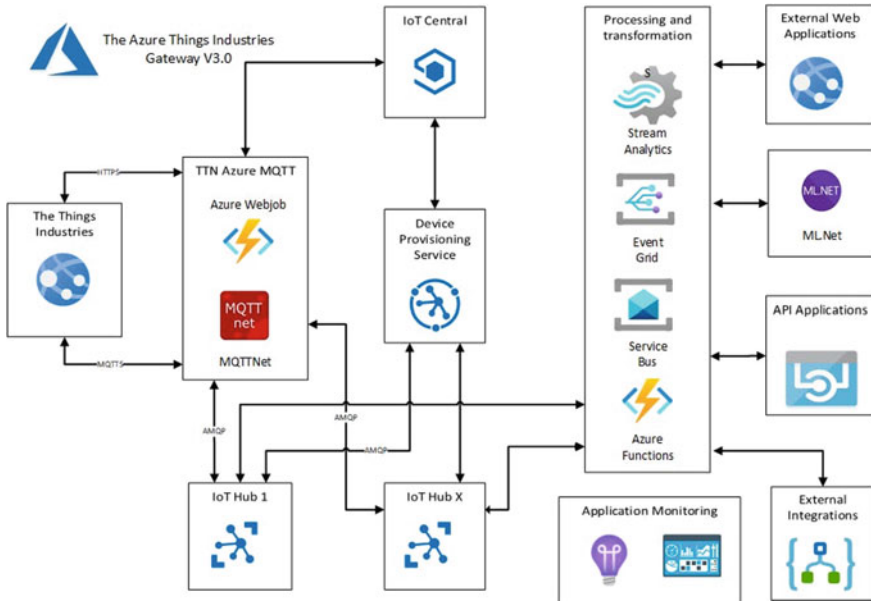 The Azure Things Industries
Gateway V3.0
IoT Central
Processing and
transformation
External Web
Applications
S
Stream
Analytics
HTTPS
TTN Azure MQTT
Azure Webjob
The Things
Industries
Device
Provisioning
Service
Event
Grid
ML.NET
ML.Net
MQTT
net
MQTTNet
MQTTS
Service
Bus
API Applications
AMQP
AMQP
AMQP
Azure
Functions
IoT Hub 1
IoT Hub X
Application Monitoring
External
Integrations